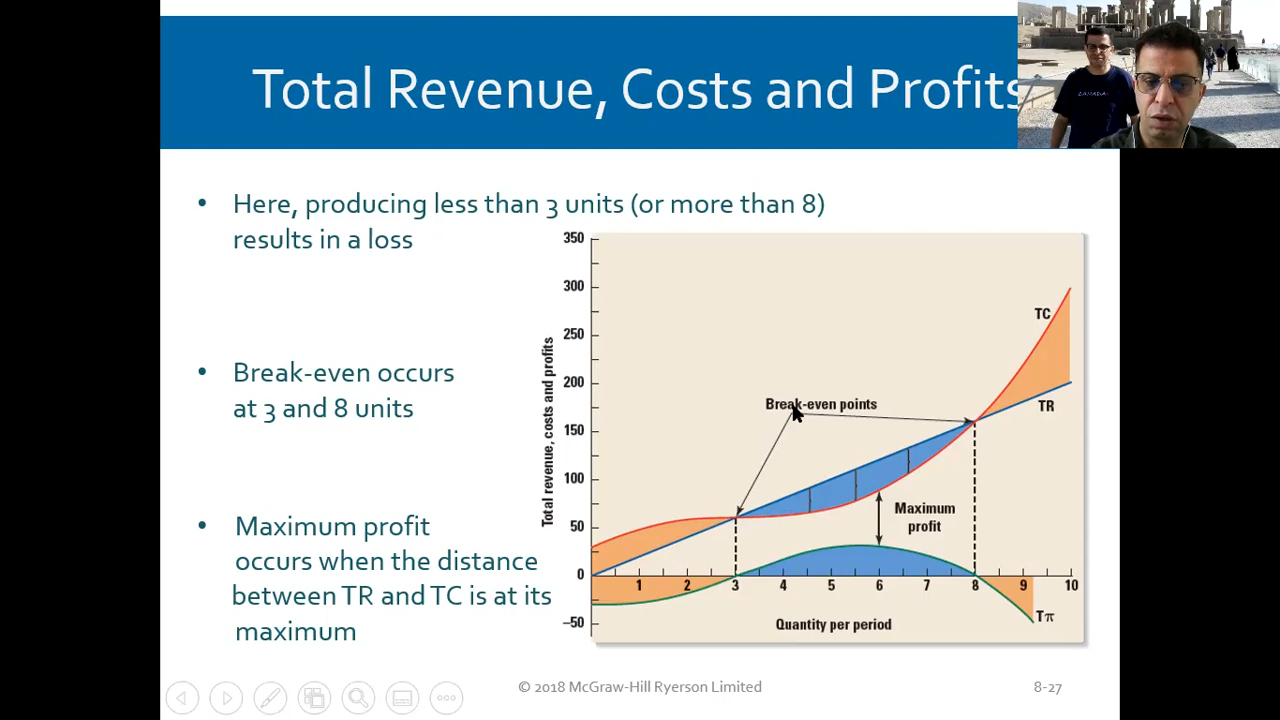 Total Revenue, Costs and Profits
• Here, producing less than 3 units (or more than 8)
results in a loss
• Break-even occurs
at 3 and 8 units
• Maximum profit
occurs when the distance
between TR and TC is at its
maximum
Total revenue, costs and profits
350
300
250
200
150
100
50
0
–50
TC
TR
Break-even points
Maximum
profit
1 2 3 4 5 6 7 8 9 10
Tπ
Quantity per period
© 2018 McGraw-Hill Ryerson Limited
8-27
CANADA